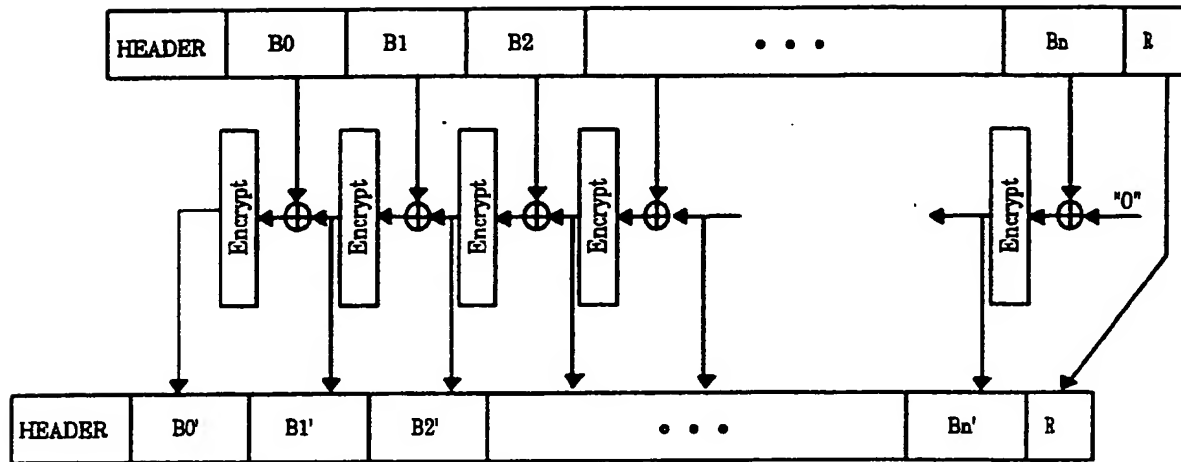 HEADER B0 B1 B2 • • • Bn R
Encrypt Encrypt Encrypt Encrypt Encrypt "0"
HEADER B0' B1' B2' • • • Bn' R